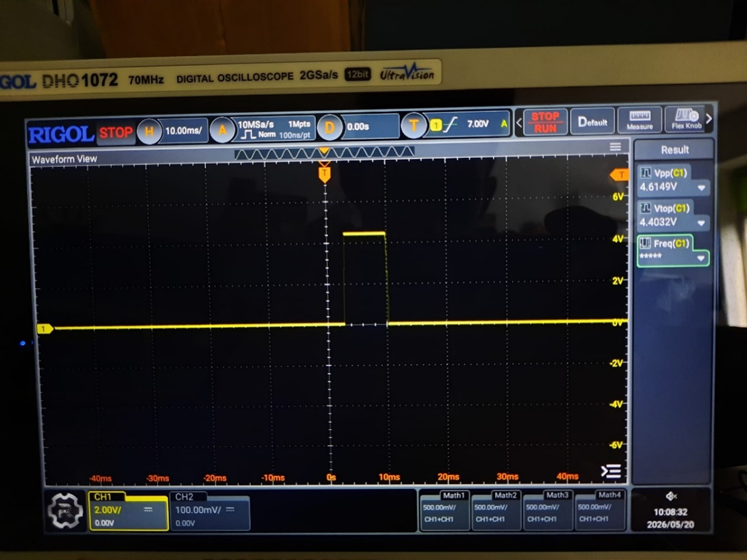 GOL DHO1072 70MHz DIGITAL OSCILLOSCOPE 2GSa/s 12bit UltraVision
RIGOL STOP H 10.00ms/ A 10MSa/s 1Mpts Norm 100ns/pt D 0.00s T 1 7.00V A STOP RUN Default Measure Flex Knob
Waveform View
Result
T
T
Vpp(C1)
4.6149V
Vtop(C1)
4.4032V
Freq(C1)
*****
6V
4V
2V
1
0V
-2V
-4V
-6V
-40ms -30ms -20ms -10ms 0s 10ms 20ms 30ms 40ms
CH1 CH2 Math1 Math2 Math3 Math4
2.00V/ 100.00mV/ 500.00mV/ 500.00mV/ 500.00mV/ 500.00mV/
0.00V 0.00V CH1+CH1 CH1+CH1 CH1+CH1 CH1+CH1
10:08:32
2026/05/20